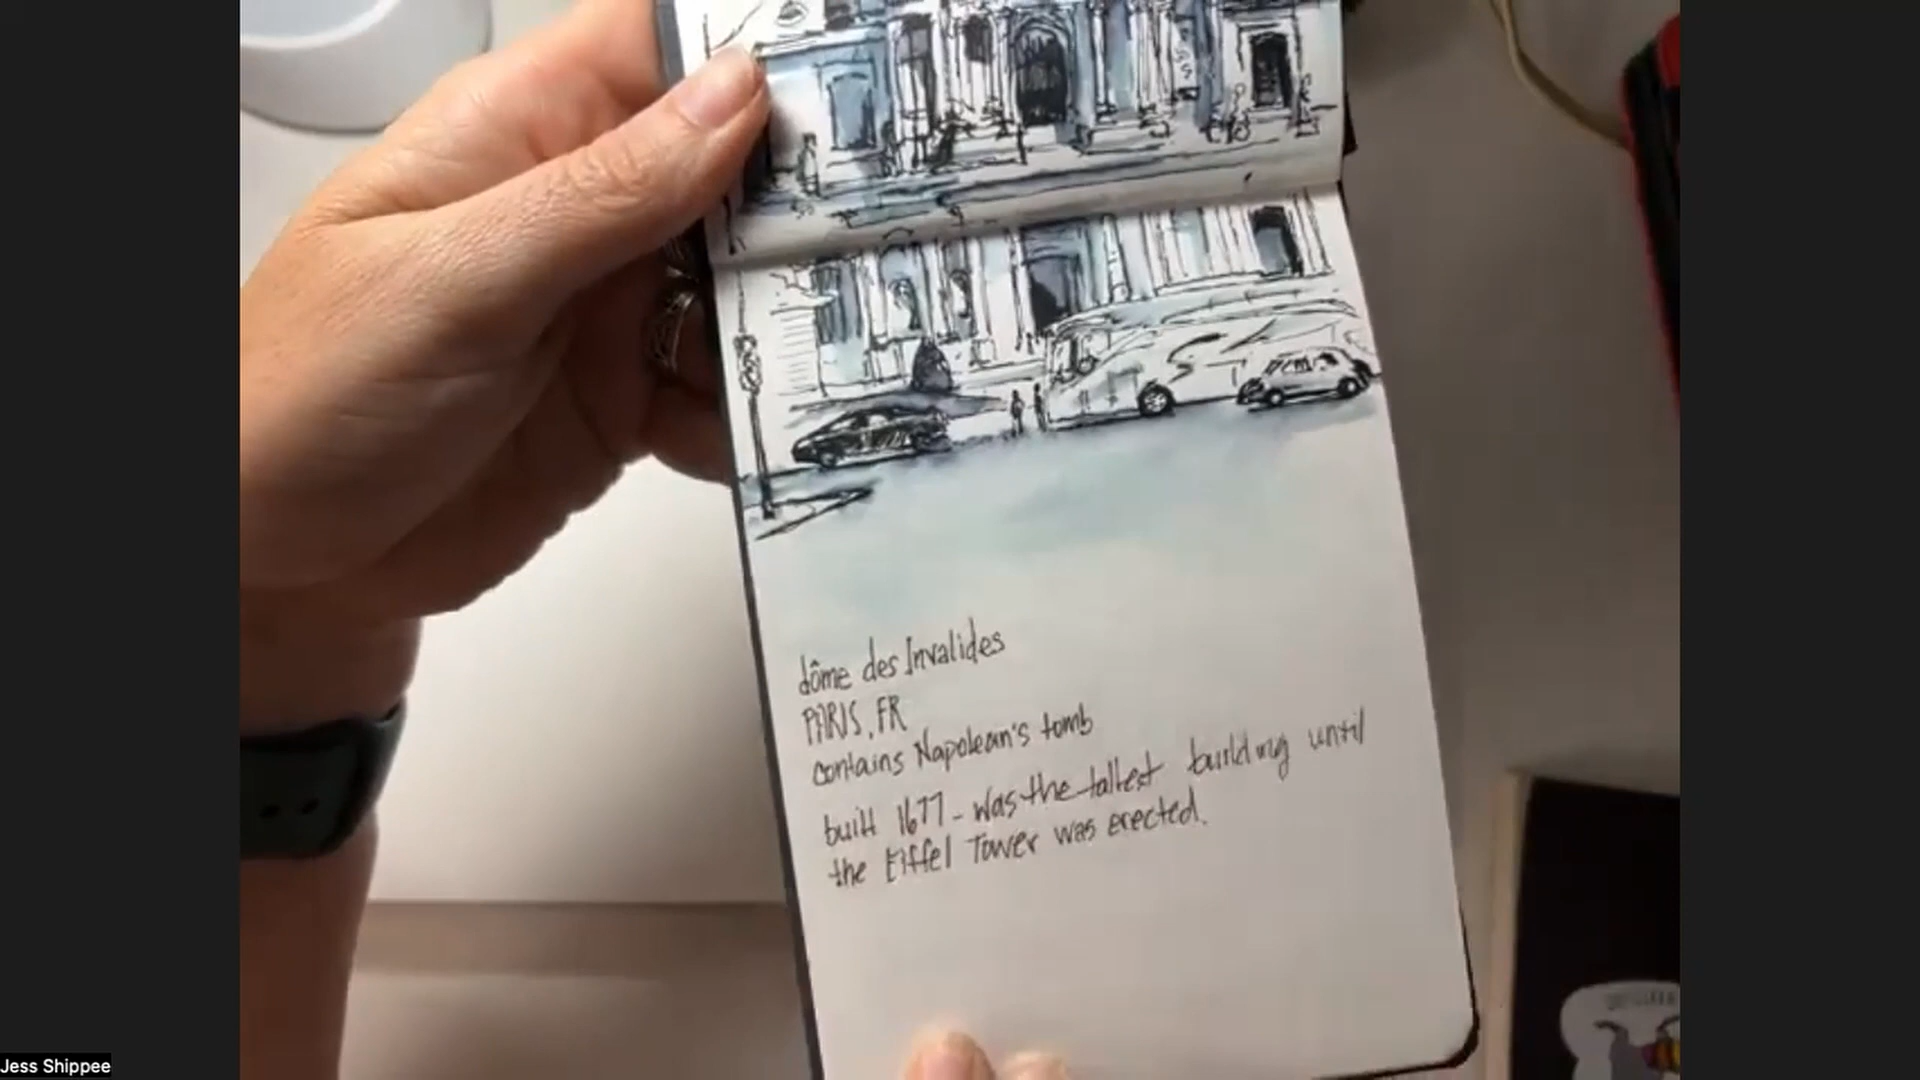 dôme des Invalides
PARIS, FR
contains Napolean's tomb
built 1677 - was the tallest building until
the Eiffel Tower was erected.
Jess Shippee